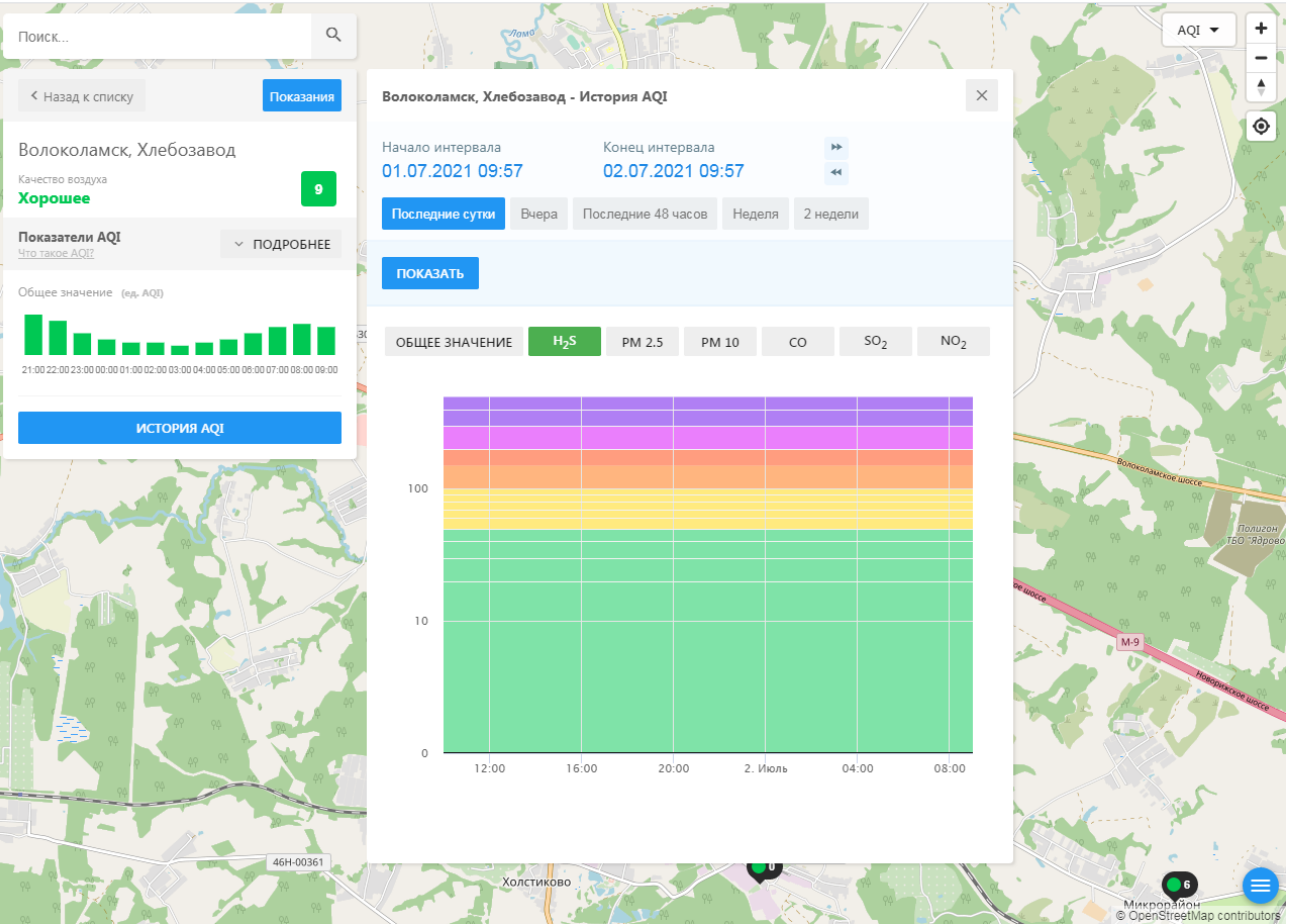 Поиск...
AQI
Назад к списку
Показания
Волоколамск, Хлебозавод
Качество воздуха
Хорошее
9
Показатели AQI
Что такое AQI?
ПОДРОБНЕЕ
Общее значение (ед. AQI)
21:00 22:00 23:00 00:00 01:00 02:00 03:00 04:00 05:00 06:00 07:00 08:00 09:00
ИСТОРИЯ AQI
Волоколамск, Хлебозавод - История AQI
Начало интервала
Конец интервала
01.07.2021 09:57
02.07.2021 09:57
Последние сутки
Вчера
Последние 48 часов
Неделя
2 недели
ПОКАЗАТЬ
ОБЩЕЕ ЗНАЧЕНИЕ
H2S
PM 2.5
PM 10
CO
SO2
NO2
100
10
0
12:00 16:00 20:00 2. Июль 04:00 08:00
Лама
Волоколамское шоссе
Полигон
ТБО "Ядрово
ое шоссе
М-9
Новорижское шоссе
46Н-00361
Холстиково
0
6
Микрорайон
© OpenStreetMap contributors